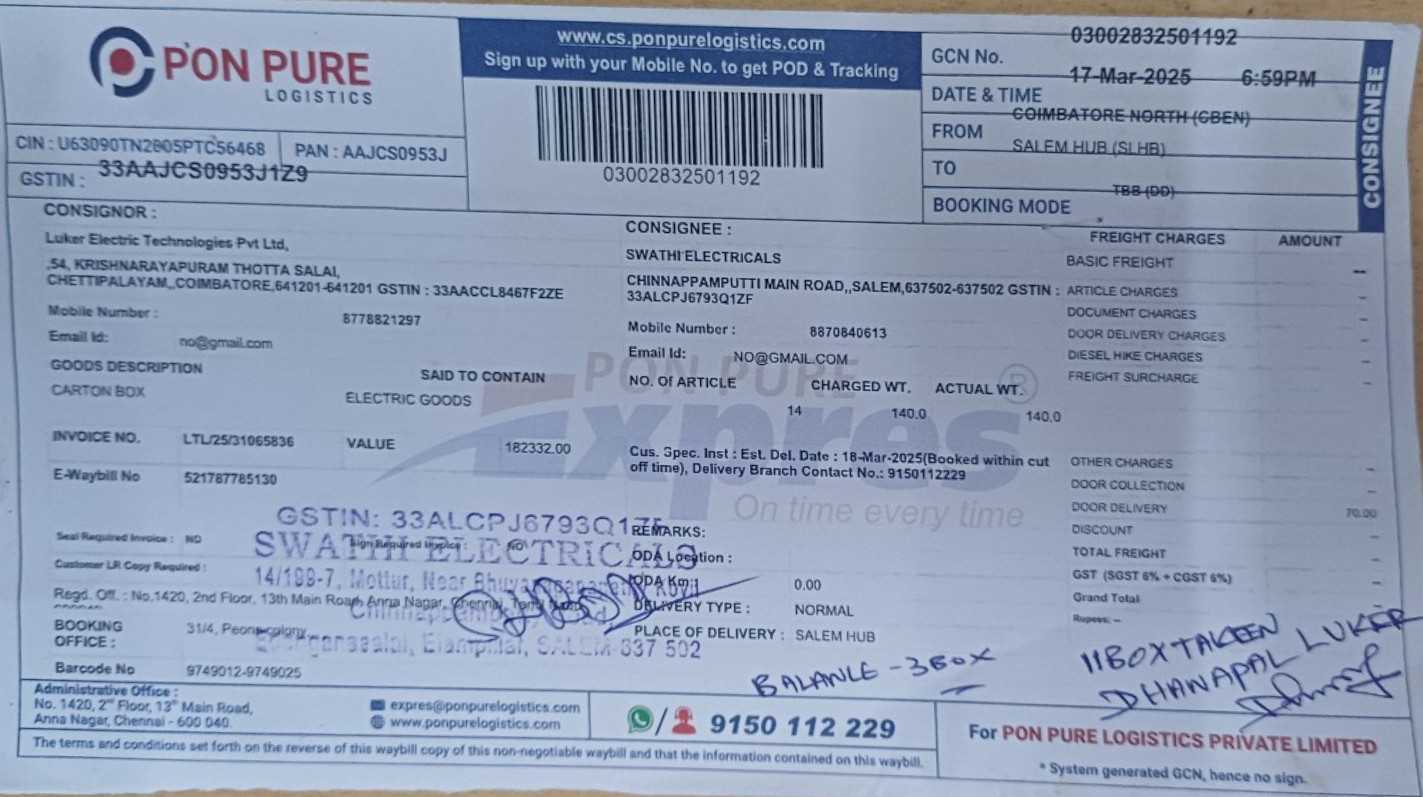 PON PURE
LOGISTICS
CIN : U63090TN2005PTC56468 PAN : AAJCS0953J
GSTIN : 33AAJCS0953J1Z9
www.cs.ponpurelogistics.com
Sign up with your Mobile No. to get POD & Tracking
03002832501192
GCN No. 03002832501192
DATE & TIME 17-Mar-2025 6:59PM
FROM COIMBATORE NORTH (CBEN)
TO SALEM HUB (SLHB)
BOOKING MODE TBB (DD)
CONSIGNEE
CONSIGNOR :
Luker Electric Technologies Pvt Ltd,
,54, KRISHNARAYAPURAM THOTTA SALAI,
CHETTIPALAYAM,,COIMBATORE,641201-641201 GSTIN : 33AACCL8467F2ZE
Mobile Number : 8778821297
Email Id: no@gmail.com
GOODS DESCRIPTION SAID TO CONTAIN
CARTON BOX ELECTRIC GOODS
INVOICE NO. LTL/25/31065836 VALUE 182332.00
E-Waybill No 521787785130
CONSIGNEE :
SWATHI ELECTRICALS
CHINNAPPAMPUTTI MAIN ROAD,,SALEM,637502-637502 GSTIN :
33ALCPJ6793Q1ZF
Mobile Number : 8870840613
Email Id: NO@GMAIL.COM
PON PURE
Expres ®
On time every time
NO. Of ARTICLE CHARGED WT. ACTUAL WT.
14 140.0 140.0
Cus. Spec. Inst : Est. Del. Date : 18-Mar-2025(Booked within cut
off time), Delivery Branch Contact No.: 9150112229
FREIGHT CHARGES AMOUNT
BASIC FREIGHT --
ARTICLE CHARGES -
DOCUMENT CHARGES -
DOOR DELIVERY CHARGES -
DIESEL HIKE CHARGES -
FREIGHT SURCHARGE -
OTHER CHARGES -
DOOR COLLECTION -
DOOR DELIVERY 70.00
DISCOUNT -
TOTAL FREIGHT -
GST (SGST 6% + CGST 6%) -
Grand Total
Rupees: --
GSTIN: 33ALCPJ6793Q1ZF
SWATHI ELECTRICALS
14/199-7, Mottur, Near
SALEM-637 502
Seal Required Invoice : NO Sign Required Invoice : NO
Customer LR Copy Required :
Regd. Off. : No.1420, 2nd Floor, 13th Main Road, Anna Nagar, Chennai,
BOOKING
OFFICE : 31/4, Peona colony,
Barcode No 9749012-9749025
REMARKS:
ODA Location :
ODA Km : 0.00
DELIVERY TYPE : NORMAL
PLACE OF DELIVERY : SALEM HUB
BALANCE - 3 BOX
11 BOX TAKEEN
DHANAPAL LUKER
Administrative Office :
No. 1420, 2nd Floor, 13th Main Road,
Anna Nagar, Chennai - 600 040.
expres@ponpurelogistics.com
www.ponpurelogistics.com
9150 112 229
The terms and conditions set forth on the reverse of this waybill copy of this non-negotiable waybill and that the information contained on this waybill.
For PON PURE LOGISTICS PRIVATE LIMITED
* System generated GCN, hence no sign.